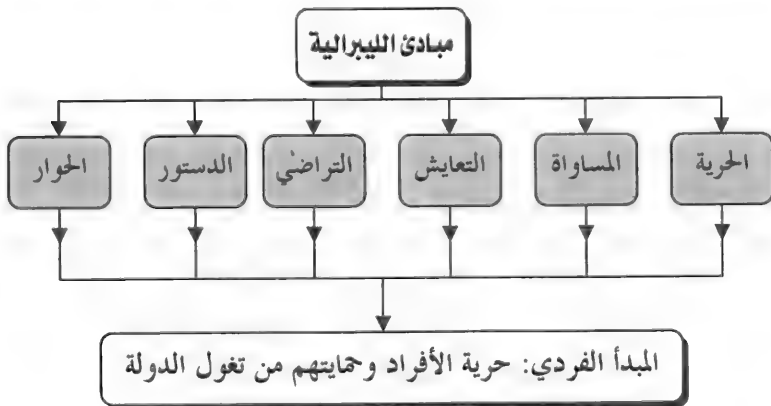 مبادئ الليبرالية
الحرية
المساواة
التعايش
التراضي
الدستور
الحوار
المبدأ الفردي: حرية الأفراد وحمايتهم من تغول الدولة